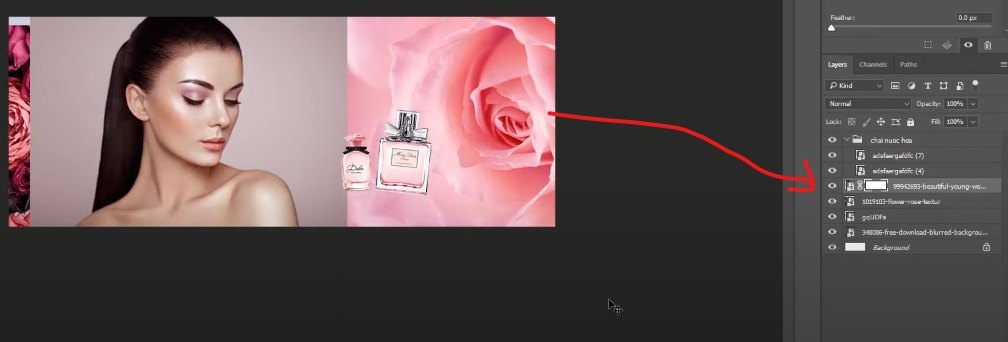 Feather:
0.0 px
Layers Channels Paths
Kind
Normal Opacity: 100%
Lock: Fill: 100%
chai nuoc hoa
adsfaergafdfc (7)
adsfaergafdfc (4)
99942693-beautiful-young-wo...
1019103-flower-rose-textur
gqUDFs
348086-free-download-blurred-backgrou...
Background